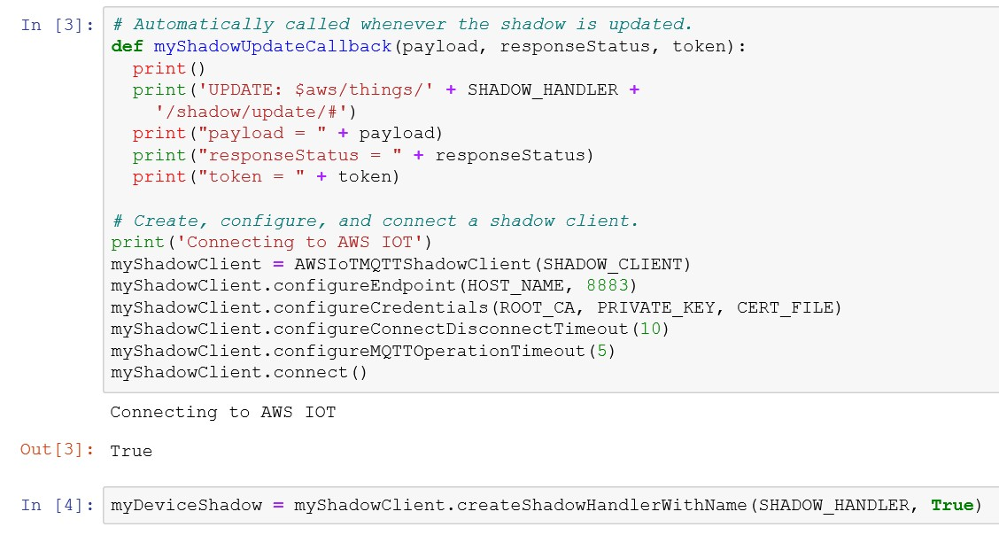 In [3]: # Automatically called whenever the shadow is updated.
def myShadowUpdateCallback(payload, responseStatus, token):
  print()
  print('UPDATE: $aws/things/' + SHADOW_HANDLER +
    '/shadow/update/#')
  print("payload = " + payload)
  print("responseStatus = " + responseStatus)
  print("token = " + token)

# Create, configure, and connect a shadow client.
print('Connecting to AWS IOT')
myShadowClient = AWSIoTMQTTShadowClient(SHADOW_CLIENT)
myShadowClient.configureEndpoint(HOST_NAME, 8883)
myShadowClient.configureCredentials(ROOT_CA, PRIVATE_KEY, CERT_FILE)
myShadowClient.configureConnectDisconnectTimeout(10)
myShadowClient.configureMQTTOperationTimeout(5)
myShadowClient.connect()
Connecting to AWS IOT
Out[3]: True
In [4]: myDeviceShadow = myShadowClient.createShadowHandlerWithName(SHADOW_HANDLER, True)